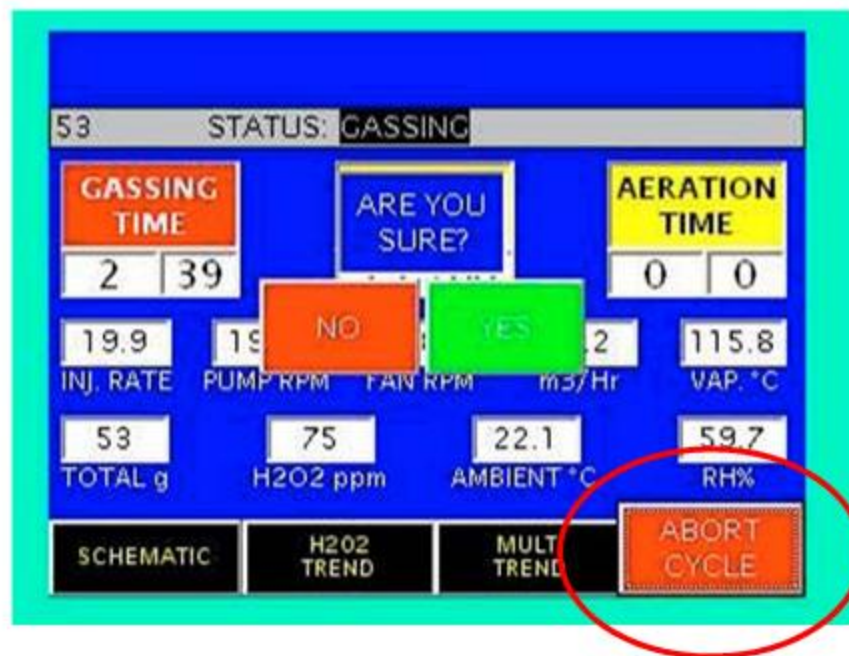 53 STATUS: GASSING
GASSING
TIME
2 39
ARE YOU
SURE?
AERATION
TIME
0 0
NO
YES
19.9
INJ. RATE
PUMP RPM
FAN RPM
m3/Hr
115.8
VAP. °C
53
TOTAL g
75
H2O2 ppm
22.1
AMBIENT °C
59.7
RH%
SCHEMATIC
H2O2
TREND
MULT
TREND
ABORT
CYCLE